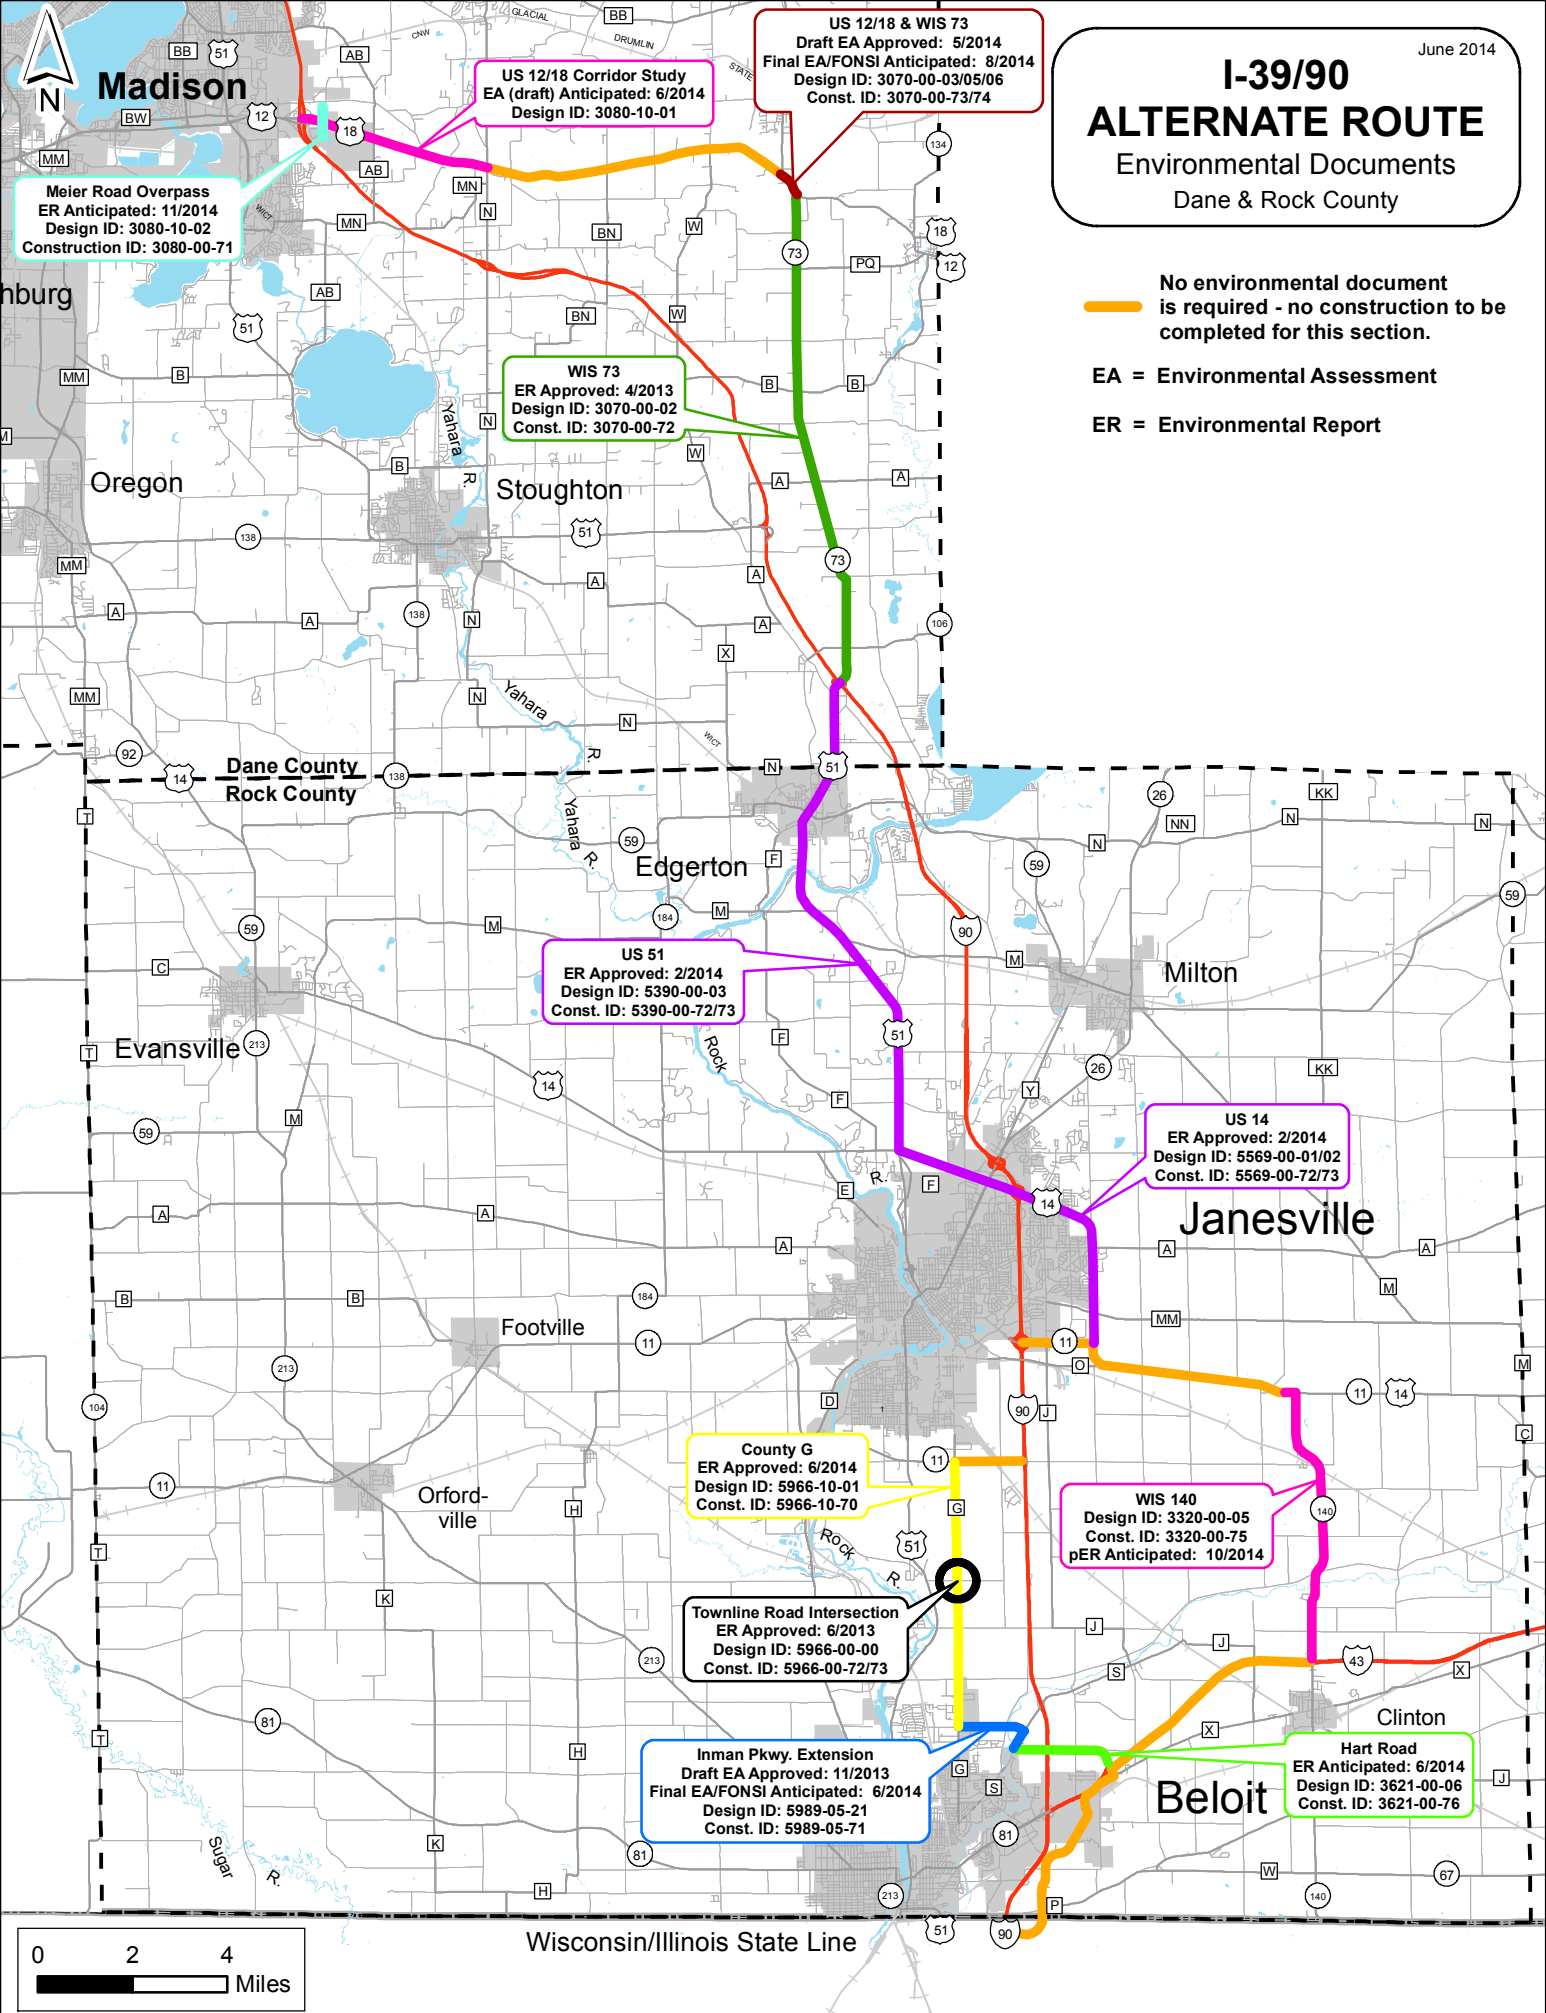 June 2014
I-39/90
ALTERNATE ROUTE
Environmental Documents
Dane & Rock County
No environmental document
is required - no construction to be
completed for this section.
EA = Environmental Assessment
ER = Environmental Report
N
Madison
US 12/18 Corridor Study
EA (draft) Anticipated: 6/2014
Design ID: 3080-10-01
US 12/18 & WIS 73
Draft EA Approved: 5/2014
Final EA/FONSI Anticipated: 8/2014
Design ID: 3070-00-03/05/06
Const. ID: 3070-00-73/74
Meier Road Overpass
ER Anticipated: 11/2014
Design ID: 3080-10-02
Construction ID: 3080-00-71
hburg
WIS 73
ER Approved: 4/2013
Design ID: 3070-00-02
Const. ID: 3070-00-72
Oregon
Stoughton
Yahara
R.
Yahara
R.
Dane County
Rock County
Yahara
R.
Edgerton
US 51
ER Approved: 2/2014
Design ID: 5390-00-03
Const. ID: 5390-00-72/73
Milton
Evansville
Rock
R.
US 14
ER Approved: 2/2014
Design ID: 5569-00-01/02
Const. ID: 5569-00-72/73
Janesville
Footville
County G
ER Approved: 6/2014
Design ID: 5966-10-01
Const. ID: 5966-10-70
Orford-
ville
WIS 140
Design ID: 3320-00-05
Const. ID: 3320-00-75
pER Anticipated: 10/2014
Rock
R.
Townline Road Intersection
ER Approved: 6/2013
Design ID: 5966-00-00
Const. ID: 5966-00-72/73
Clinton
Inman Pkwy. Extension
Draft EA Approved: 11/2013
Final EA/FONSI Anticipated: 6/2014
Design ID: 5989-05-21
Const. ID: 5989-05-71
Hart Road
ER Anticipated: 6/2014
Design ID: 3621-00-06
Const. ID: 3621-00-76
Beloit
Sugar
R.
Wisconsin/Illinois State Line
0 2 4
Miles